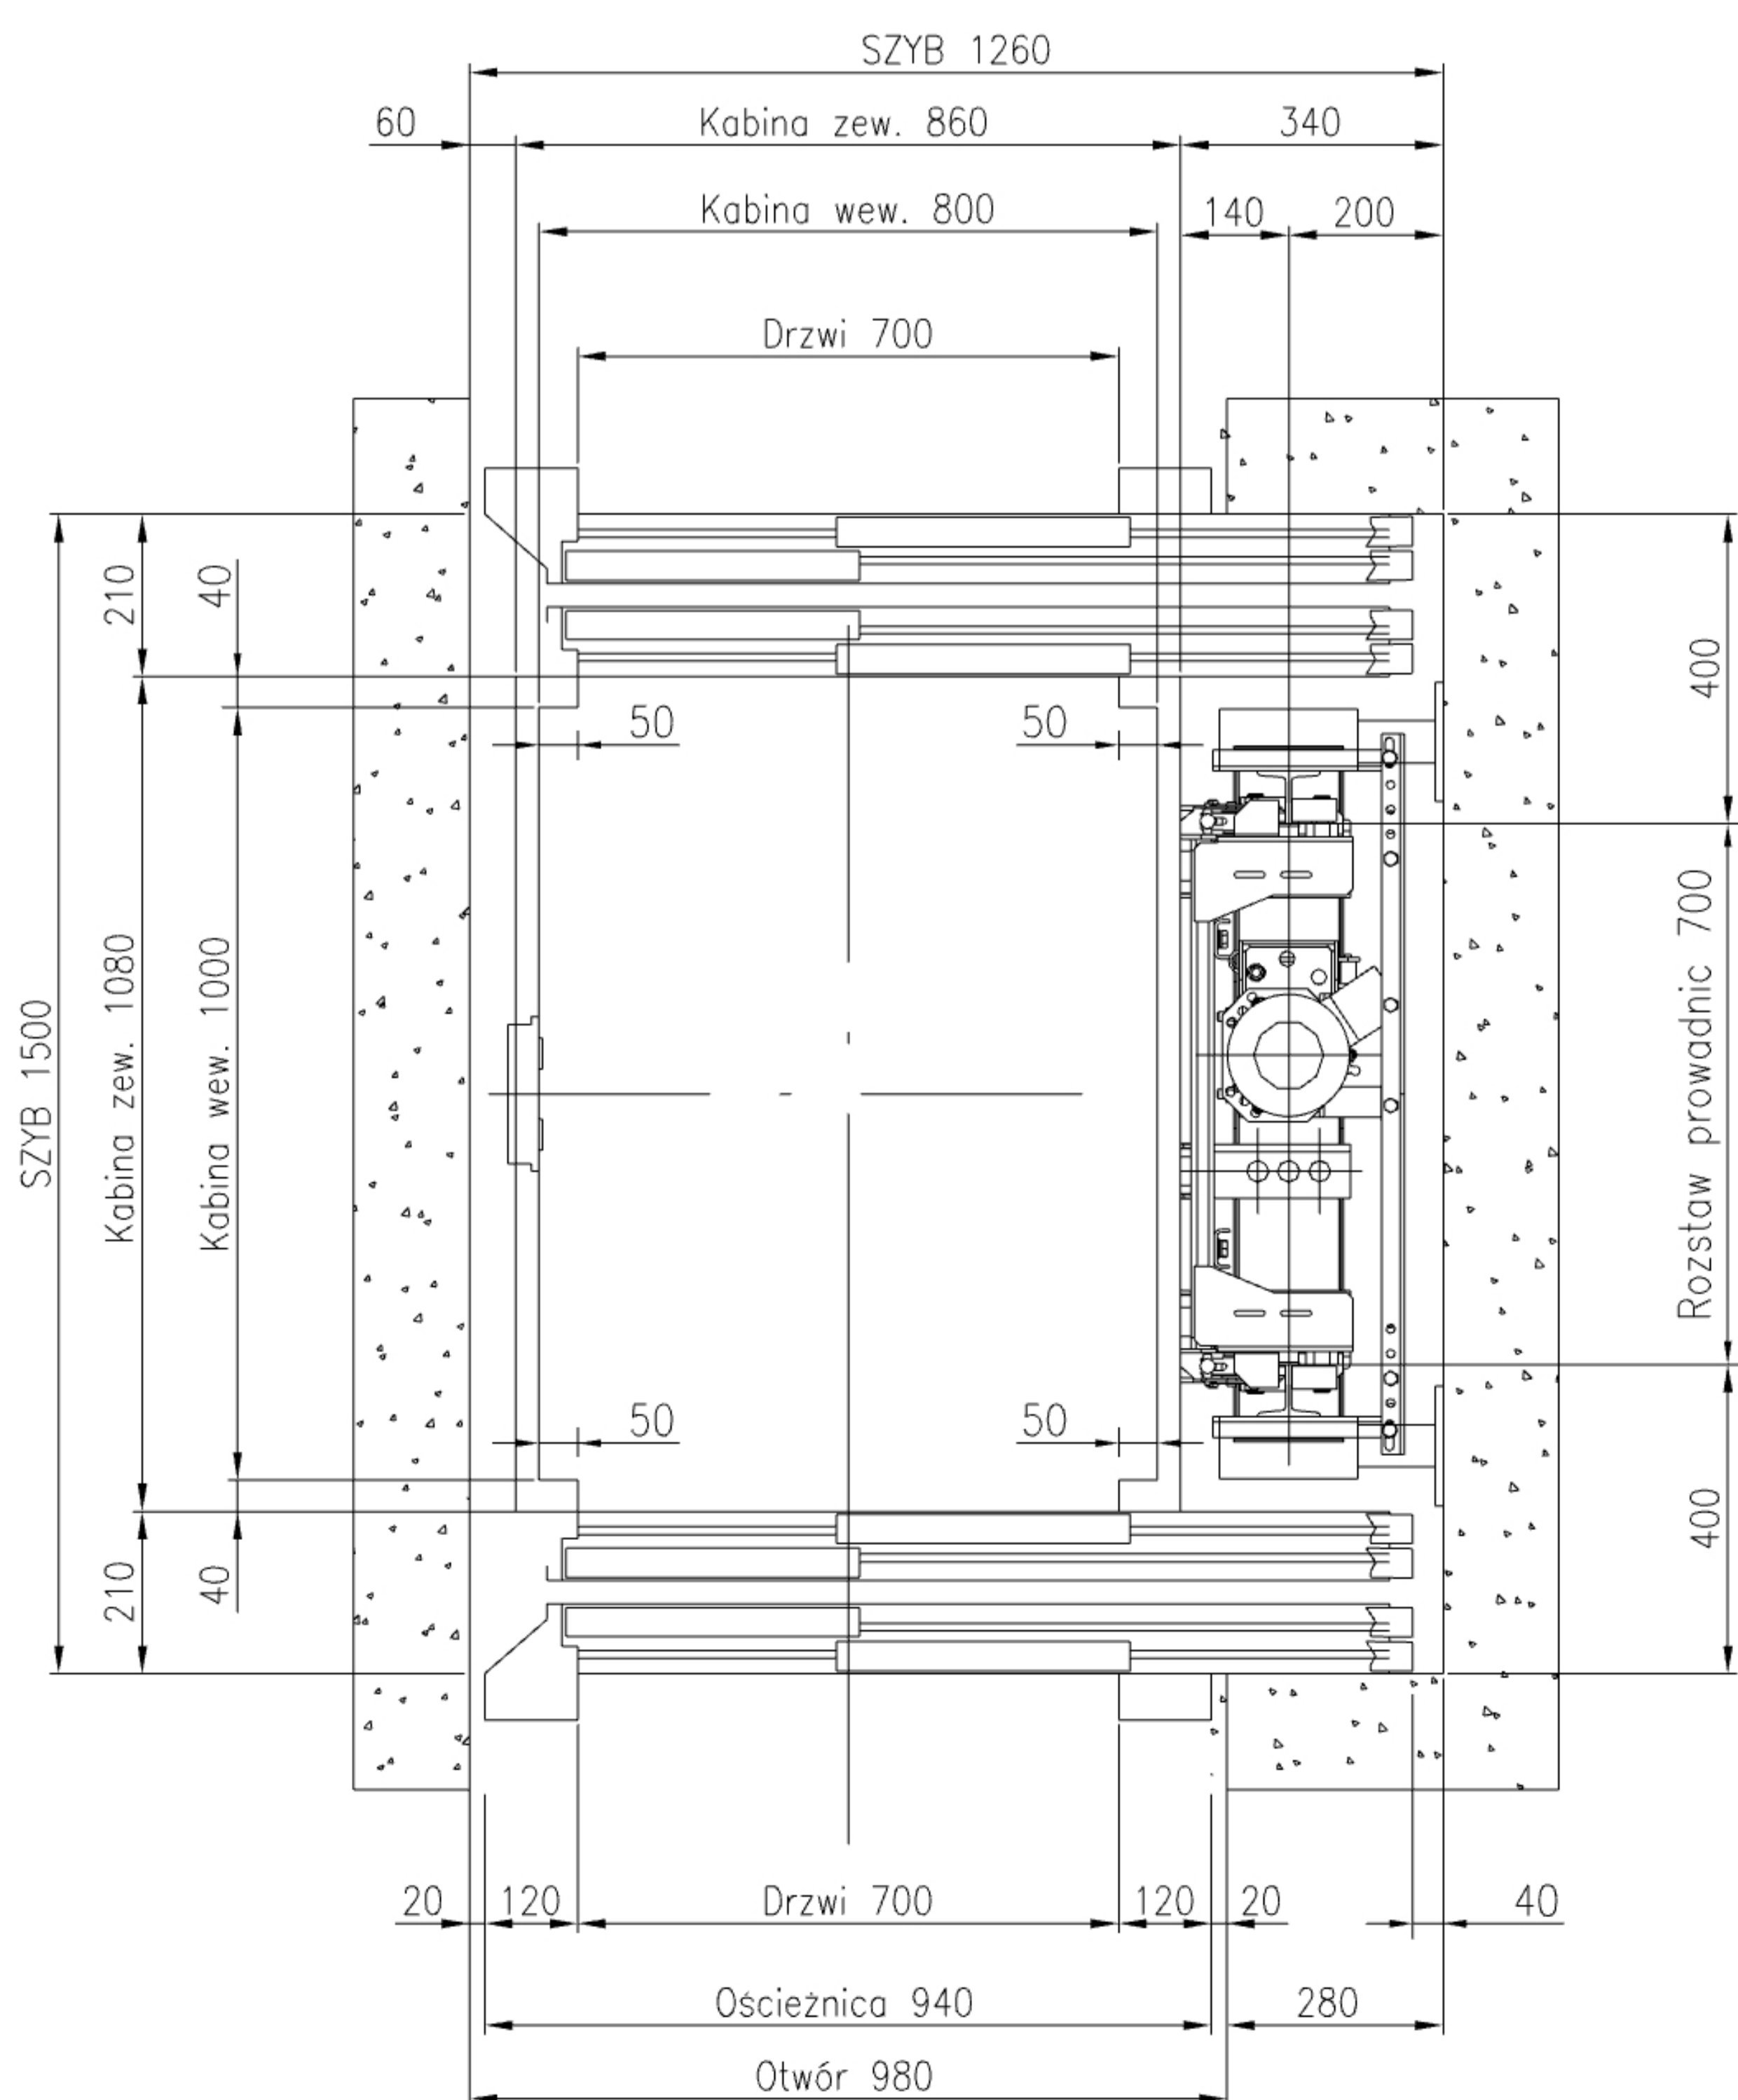 SZYB 1260
60
Kabina zew. 860
340
Kabina wew. 800
140
200
Drzwi 700
210
40
400
50
50
SZYB 1500
Kabina zew. 1080
Kabina wew. 1000
Rozstaw prowadnic 700
50
50
210
40
400
20
120
Drzwi 700
120
20
40
Ościeżnica 940
280
Otwór 980